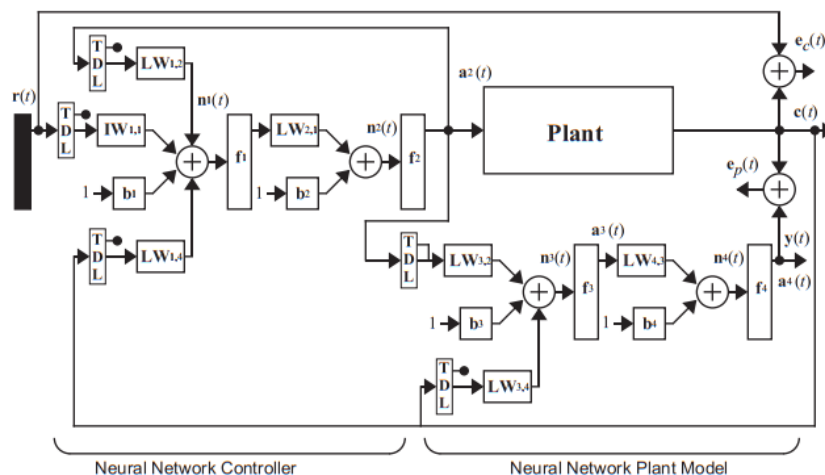 T D L
LW1,2
n1(t)
a2(t)
ec(t)
r(t)
T D L
IW1,1
LW2,1
n2(t)
Plant
c(t)
f1
f2
1
b1
1
b2
ep(t)
T D L
LW1,4
a3(t)
y(t)
T D L
LW3,2
n3(t)
LW4,3
n4(t)
a4(t)
f3
f4
1
b3
1
b4
T D L
LW3,4
Neural Network Controller
Neural Network Plant Model